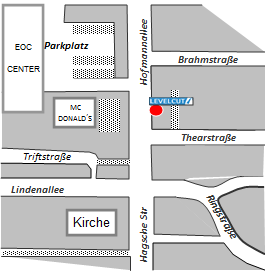 EOC
CENTER
Parkplatz
Hofmannallee
Brahmstraße
LEVELCUT
MC
DONALD´S
Thearstraße
Triftstraße
Lindenallee
Ringstraße
Kirche
Hagsche Str